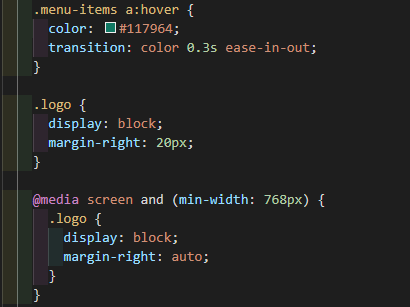 .menu-items a:hover {
  color: #117964;
  transition: color 0.3s ease-in-out;
}

.logo {
  display: block;
  margin-right: 20px;
}

@media screen and (min-width: 768px) {
  .logo {
    display: block;
    margin-right: auto;
  }
}